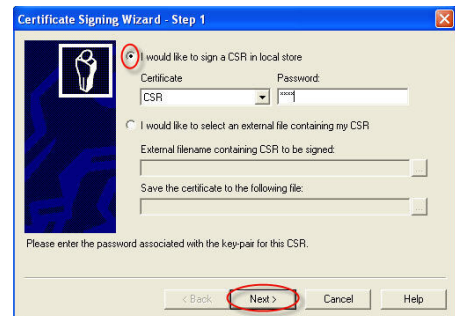 Certificate Signing Wizard - Step 1
I would like to sign a CSR in local store
Certificate Password:
CSR ****
I would like to select an external file containing my CSR
External filename containing CSR to be signed:
...
Save the certificate to the following file:
...
Please enter the password associated with the key-pair for this CSR.
< Back Next > Cancel Help